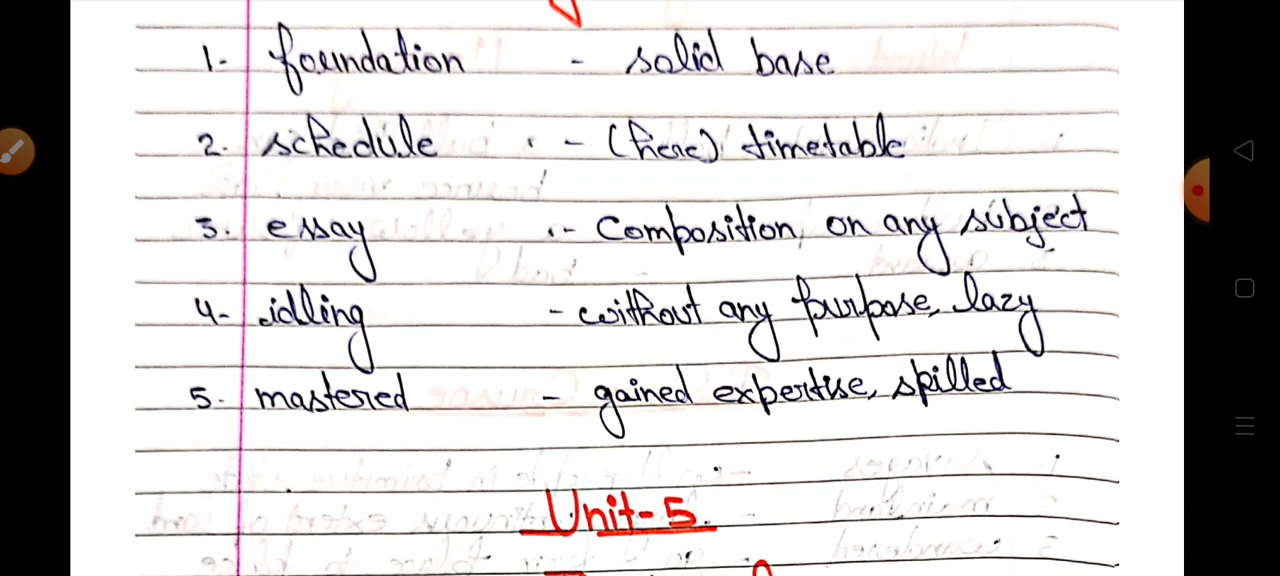 1- foundation - solid base
2. schedule - (here) timetable
3. essay - Composition, on any subject
4- idling - without any purpose, lazy
5. mastered - gained expertise, spilled
Unit-5.